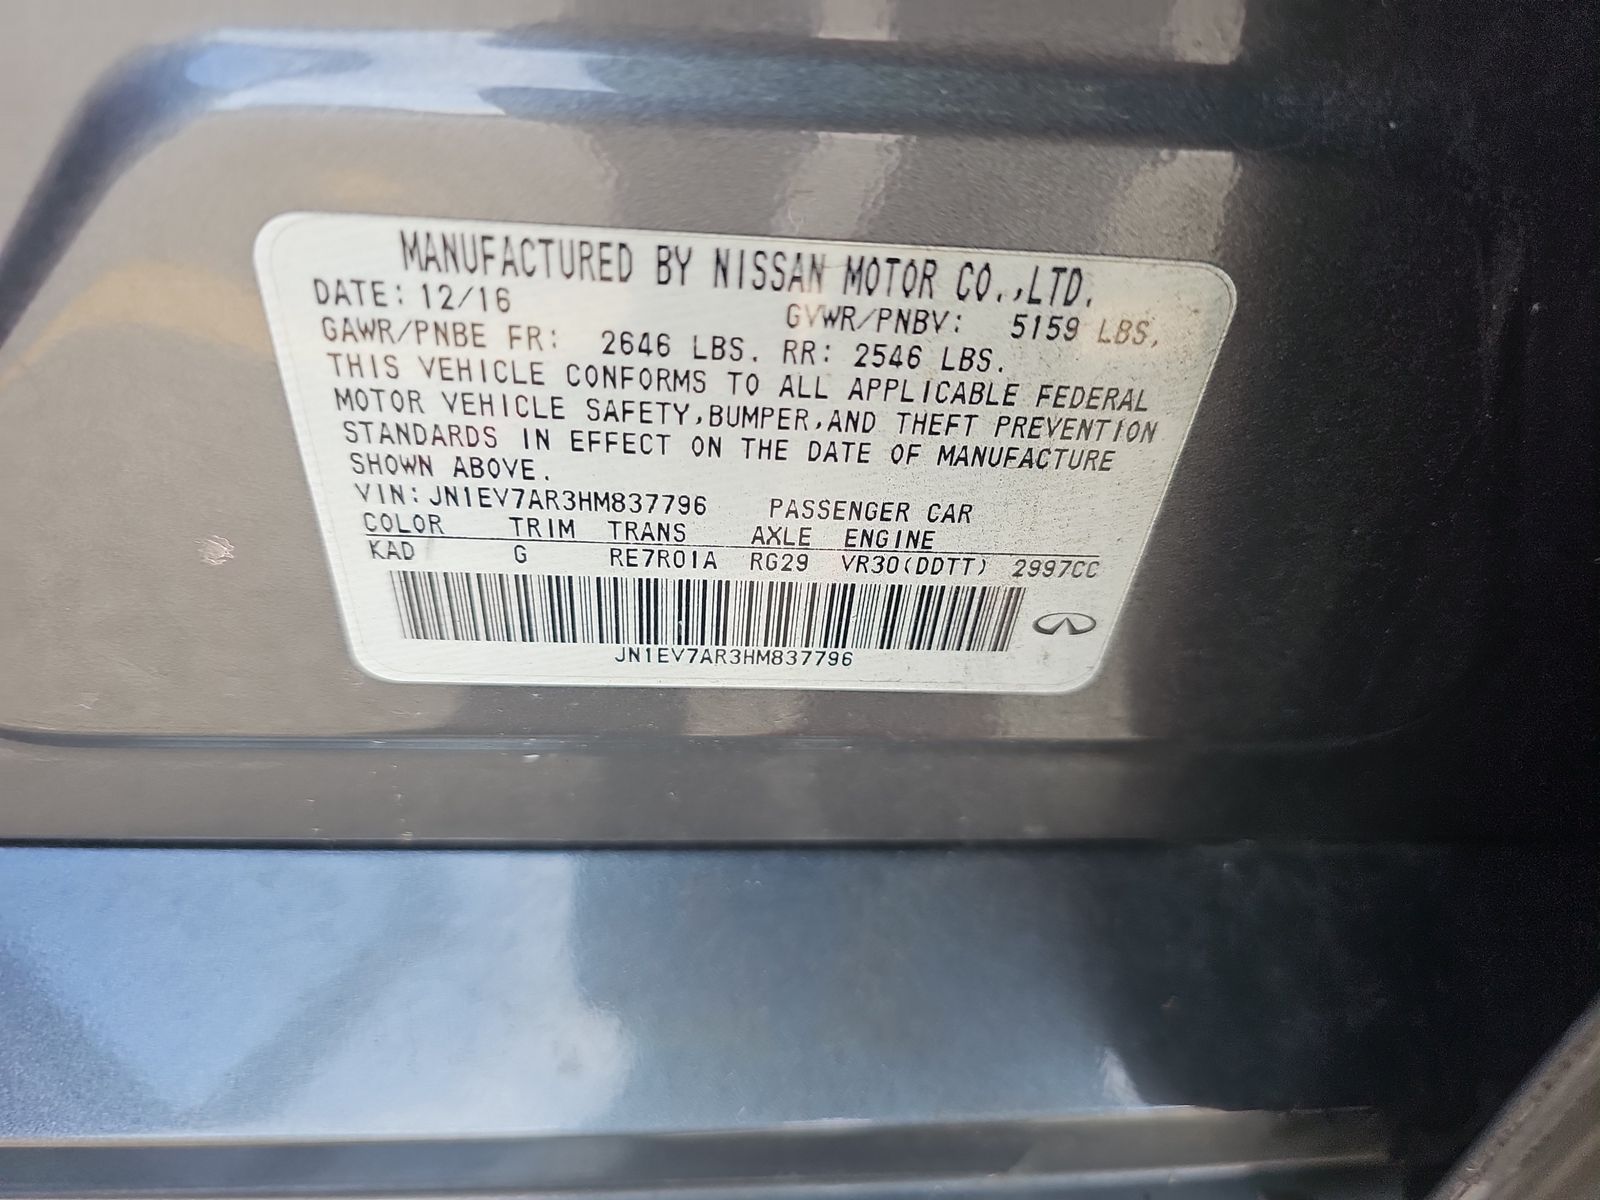 MANUFACTURED BY NISSAN MOTOR CO.,LTD.
DATE: 12/16 GVWR/PNBV: 5159 LBS.
GAWR/PNBE FR: 2646 LBS. RR: 2546 LBS.
THIS VEHICLE CONFORMS TO ALL APPLICABLE FEDERAL
MOTOR VEHICLE SAFETY,BUMPER,AND THEFT PREVENTION
STANDARDS IN EFFECT ON THE DATE OF MANUFACTURE
SHOWN ABOVE.
VIN: JN1EV7AR3HM837796 PASSENGER CAR
COLOR TRIM TRANS AXLE ENGINE
KAD G RE7R01A RG29 VR30(DDTT) 2997CC
JN1EV7AR3HM837796